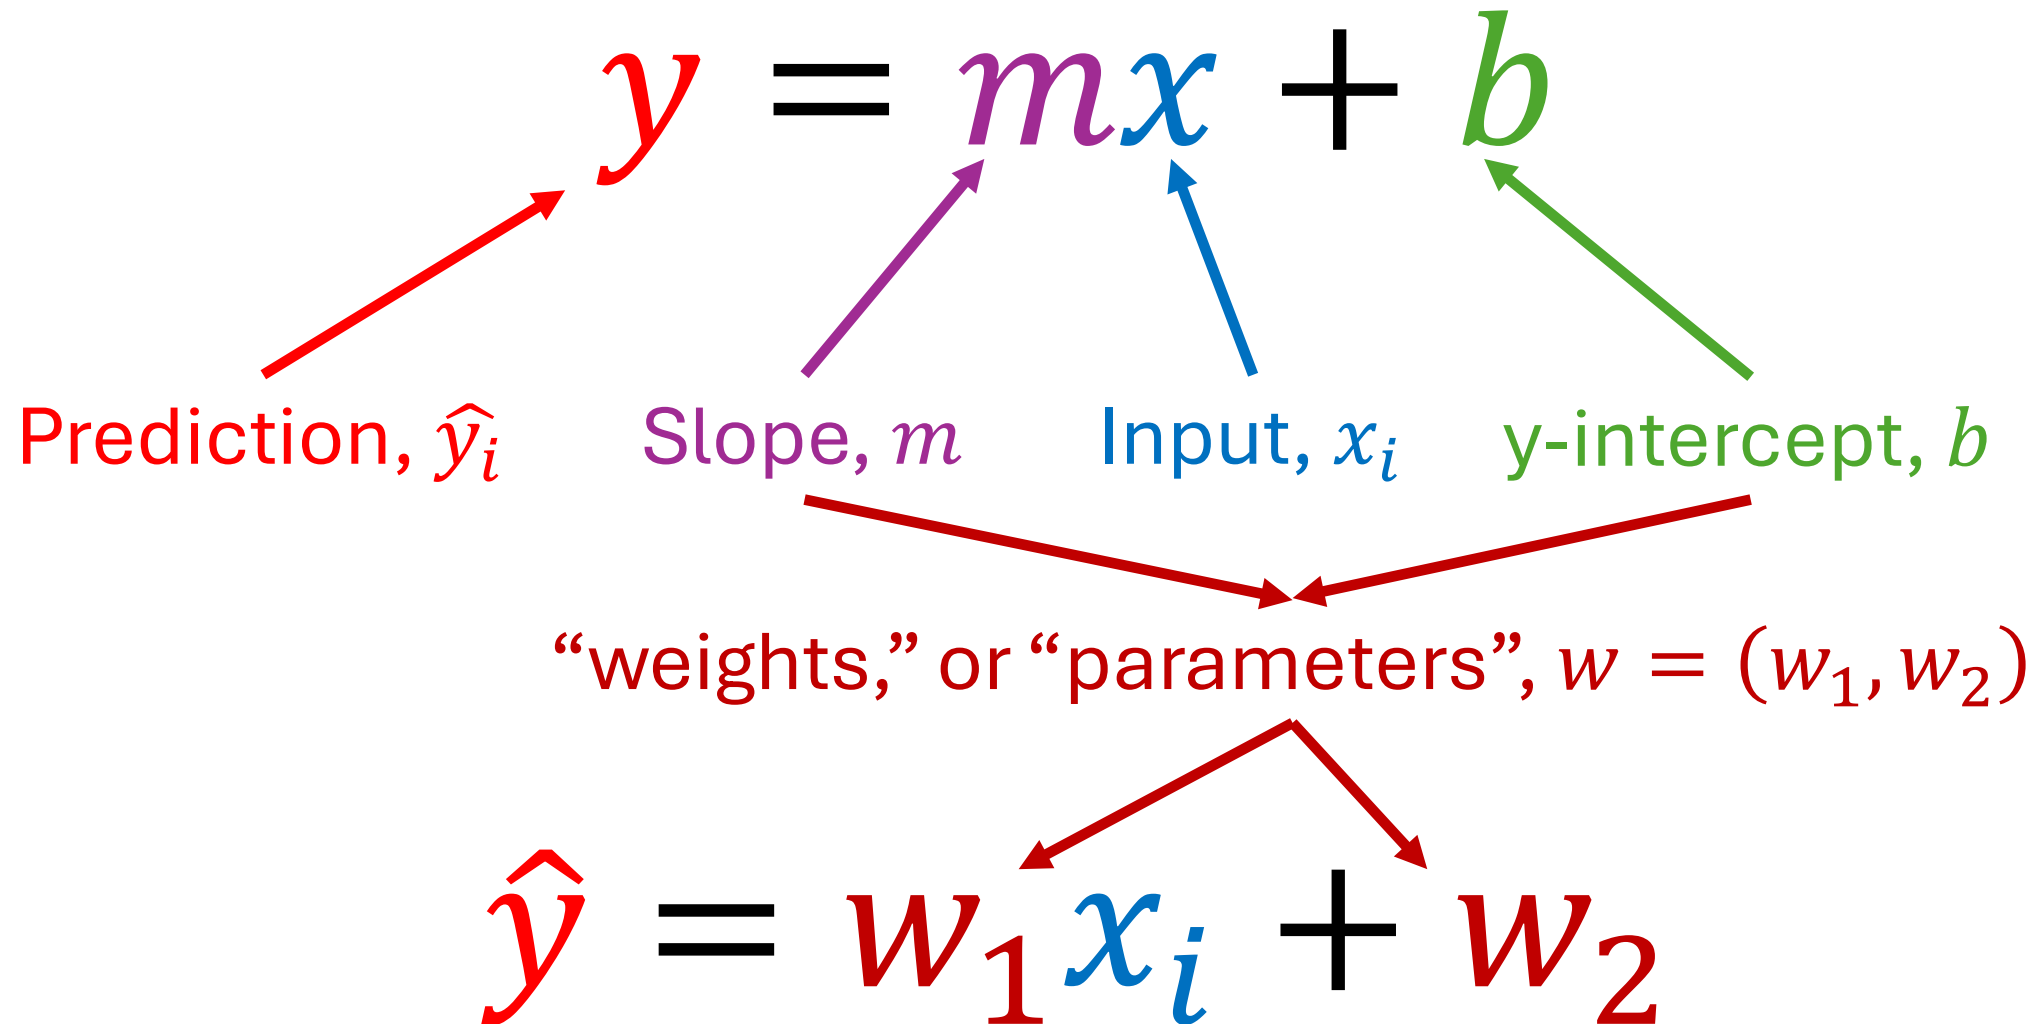 y = mx + b
Prediction, ŷᵢ Slope, m Input, xᵢ y-intercept, b
“weights,” or “parameters”, w = (w₁, w₂)
ŷ = w₁xᵢ + w₂